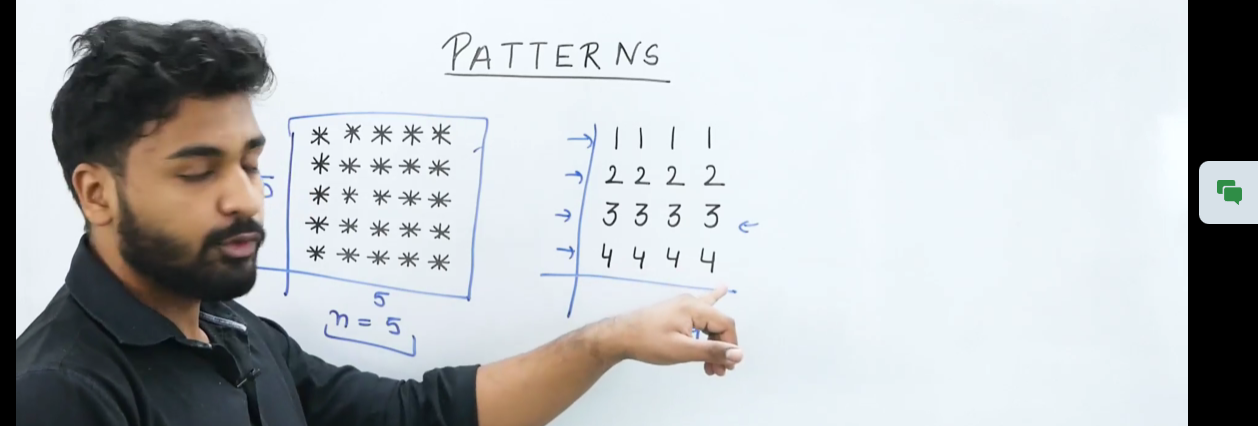 PATTERNS
* * * * *
* * * * *
* * * * *
* * * * *
* * * * *
5
5
n = 5
→ 1 1 1 1
→ 2 2 2 2
→ 3 3 3 3 ←
→ 4 4 4 4